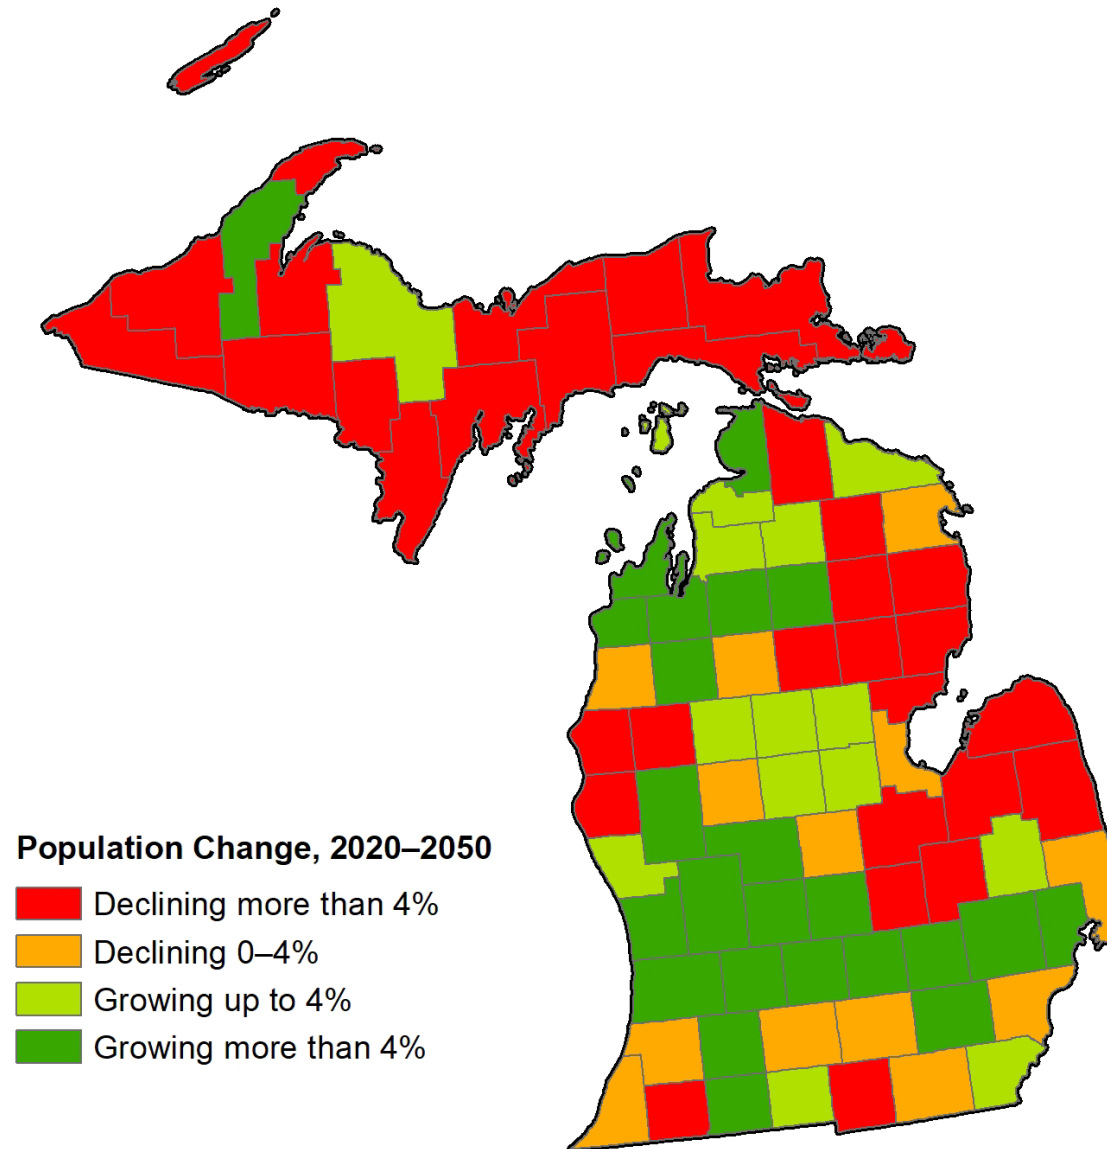 Population Change, 2020–2050
Declining more than 4%
Declining 0–4%
Growing up to 4%
Growing more than 4%